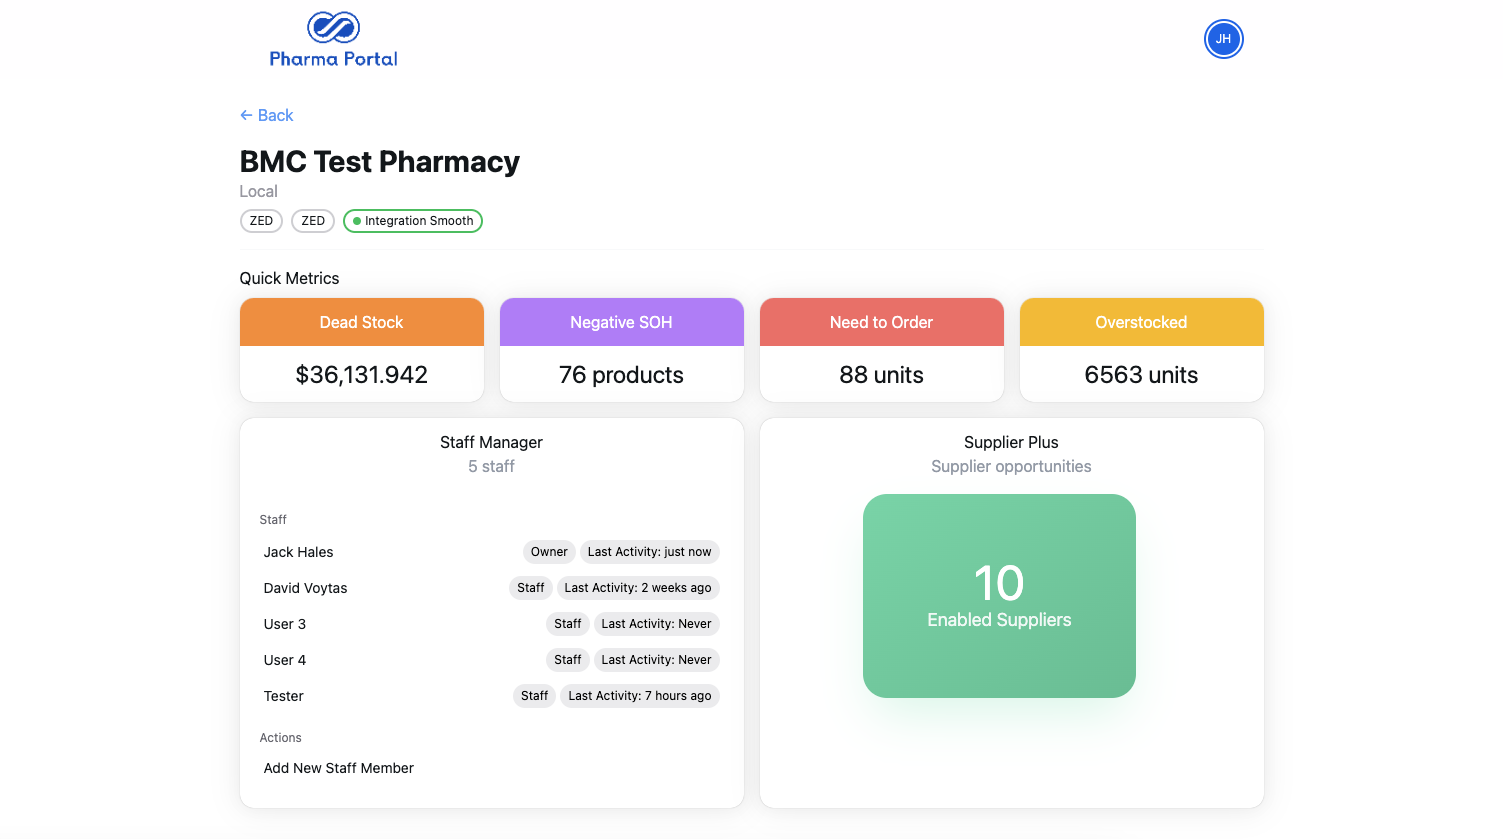 Pharma Portal
JH
← Back
BMC Test Pharmacy
Local
ZED ZED Integration Smooth
Quick Metrics
Dead Stock
$36,131.942
Negative SOH
76 products
Need to Order
88 units
Overstocked
6563 units
Staff Manager
5 staff
Staff
Jack Hales Owner Last Activity: just now
David Voytas Staff Last Activity: 2 weeks ago
User 3 Staff Last Activity: Never
User 4 Staff Last Activity: Never
Tester Staff Last Activity: 7 hours ago
Actions
Add New Staff Member
Supplier Plus
Supplier opportunities
10
Enabled Suppliers